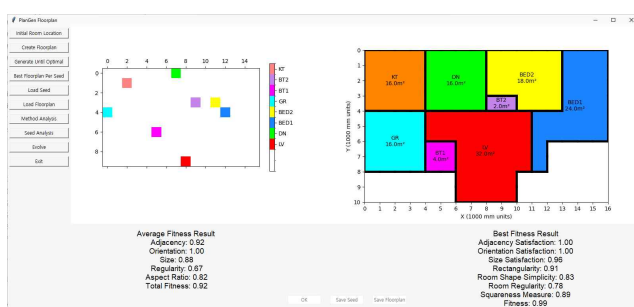 PlanGen Floorplan
Initial Room Location
Create Floorplan
Generate Until Optimal
Best Floorplan Per Seed
Load Seed
Load Floorplan
Method Analysis
Seed Analysis
Evolve
Exit
0 2 4 6 8 10 12 14
0
2
4
6
8
KT
BT2
BT1
GR
BED2
BED1
DN
LV
0
1
2
3
4
5
6
7
8
9
10
Y (1000 mm units)
KT
16.0m²
DN
16.0m²
BED2
18.0m²
BT2
2.0m²
BED1
24.0m²
GR
16.0m²
BT1
4.0m²
0 1 2 3 4 5 6 7 8 9 10 11 12 13 14 15 16
X (1000 mm units)
Average Fitness Result
Adjacency: 0.92
Orientation: 1.00
Size: 0.88
Regularity: 0.67
Aspect Ratio: 0.82
Total Fitness: 0.92
OK Save Seed Save Floorplan
Best Fitness Result
Adjacency Satisfaction: 1.00
Orientation Satisfaction: 1.00
Size Satisfaction: 0.96
Rectangularity: 0.91
Room Shape Simplicity: 0.83
Room Regularity: 0.78
Squareness Measure: 0.89
Fitness: 0.99